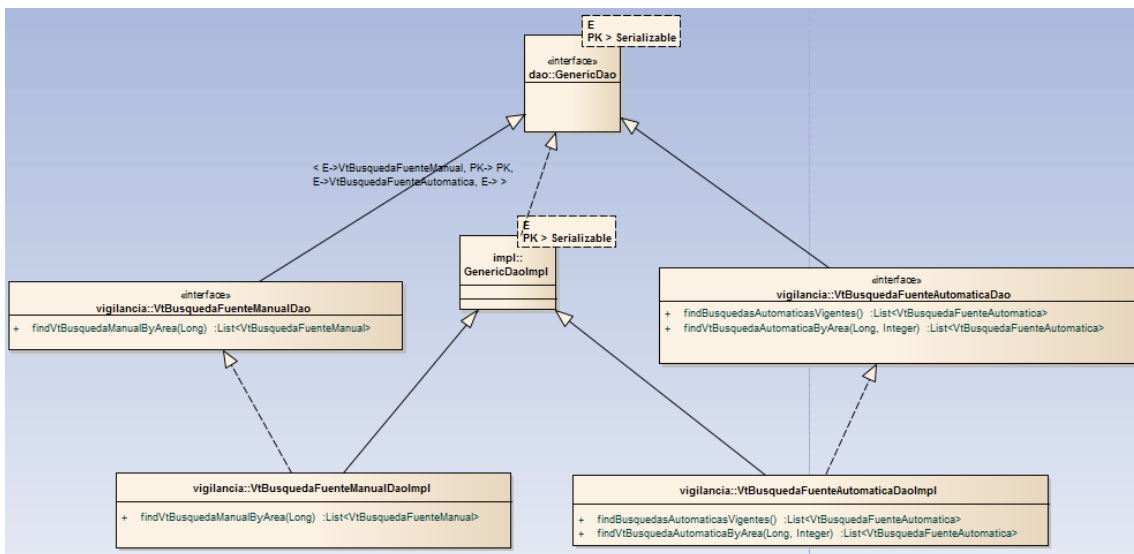 E
PK > Serializable
«interface»
dao::GenericDao
< E->VtBusquedaFuenteManual, PK-> PK,
E->VtBusquedaFuenteAutomatica, E-> >
E
PK > Serializable
impl::
GenericDaoImpl
«interface»
vigilancia::VtBusquedaFuenteManualDao
+ findVtBusquedaManualByArea(Long) :List<VtBusquedaFuenteManual>
«interface»
vigilancia::VtBusquedaFuenteAutomaticaDao
+ findBusquedasAutomaticasVigentes() :List<VtBusquedaFuenteAutomatica>
+ findVtBusquedaAutomaticaByArea(Long, Integer) :List<VtBusquedaFuenteAutomatica>
vigilancia::VtBusquedaFuenteManualDaoImpl
+ findVtBusquedaManualByArea(Long) :List<VtBusquedaFuenteManual>
vigilancia::VtBusquedaFuenteAutomaticaDaoImpl
+ findBusquedasAutomaticasVigentes() :List<VtBusquedaFuenteAutomatica>
+ findVtBusquedaAutomaticaByArea(Long, Integer) :List<VtBusquedaFuenteAutomatica>